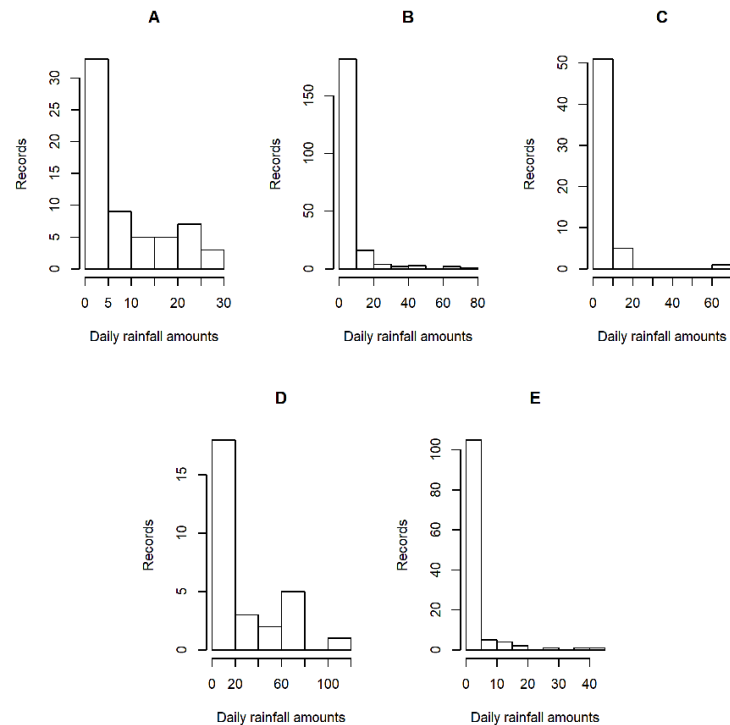 A
Records
0 5 10 15 20 25 30
0 5 10 20 30
Daily rainfall amounts
B
Records
0 50 100 150
0 20 40 60 80
Daily rainfall amounts
C
Records
0 10 20 30 40 50
0 20 40 60
Daily rainfall amounts
D
Records
0 5 10 15
0 20 60 100
Daily rainfall amounts
E
Records
0 20 40 60 80 100
0 10 20 30 40
Daily rainfall amounts